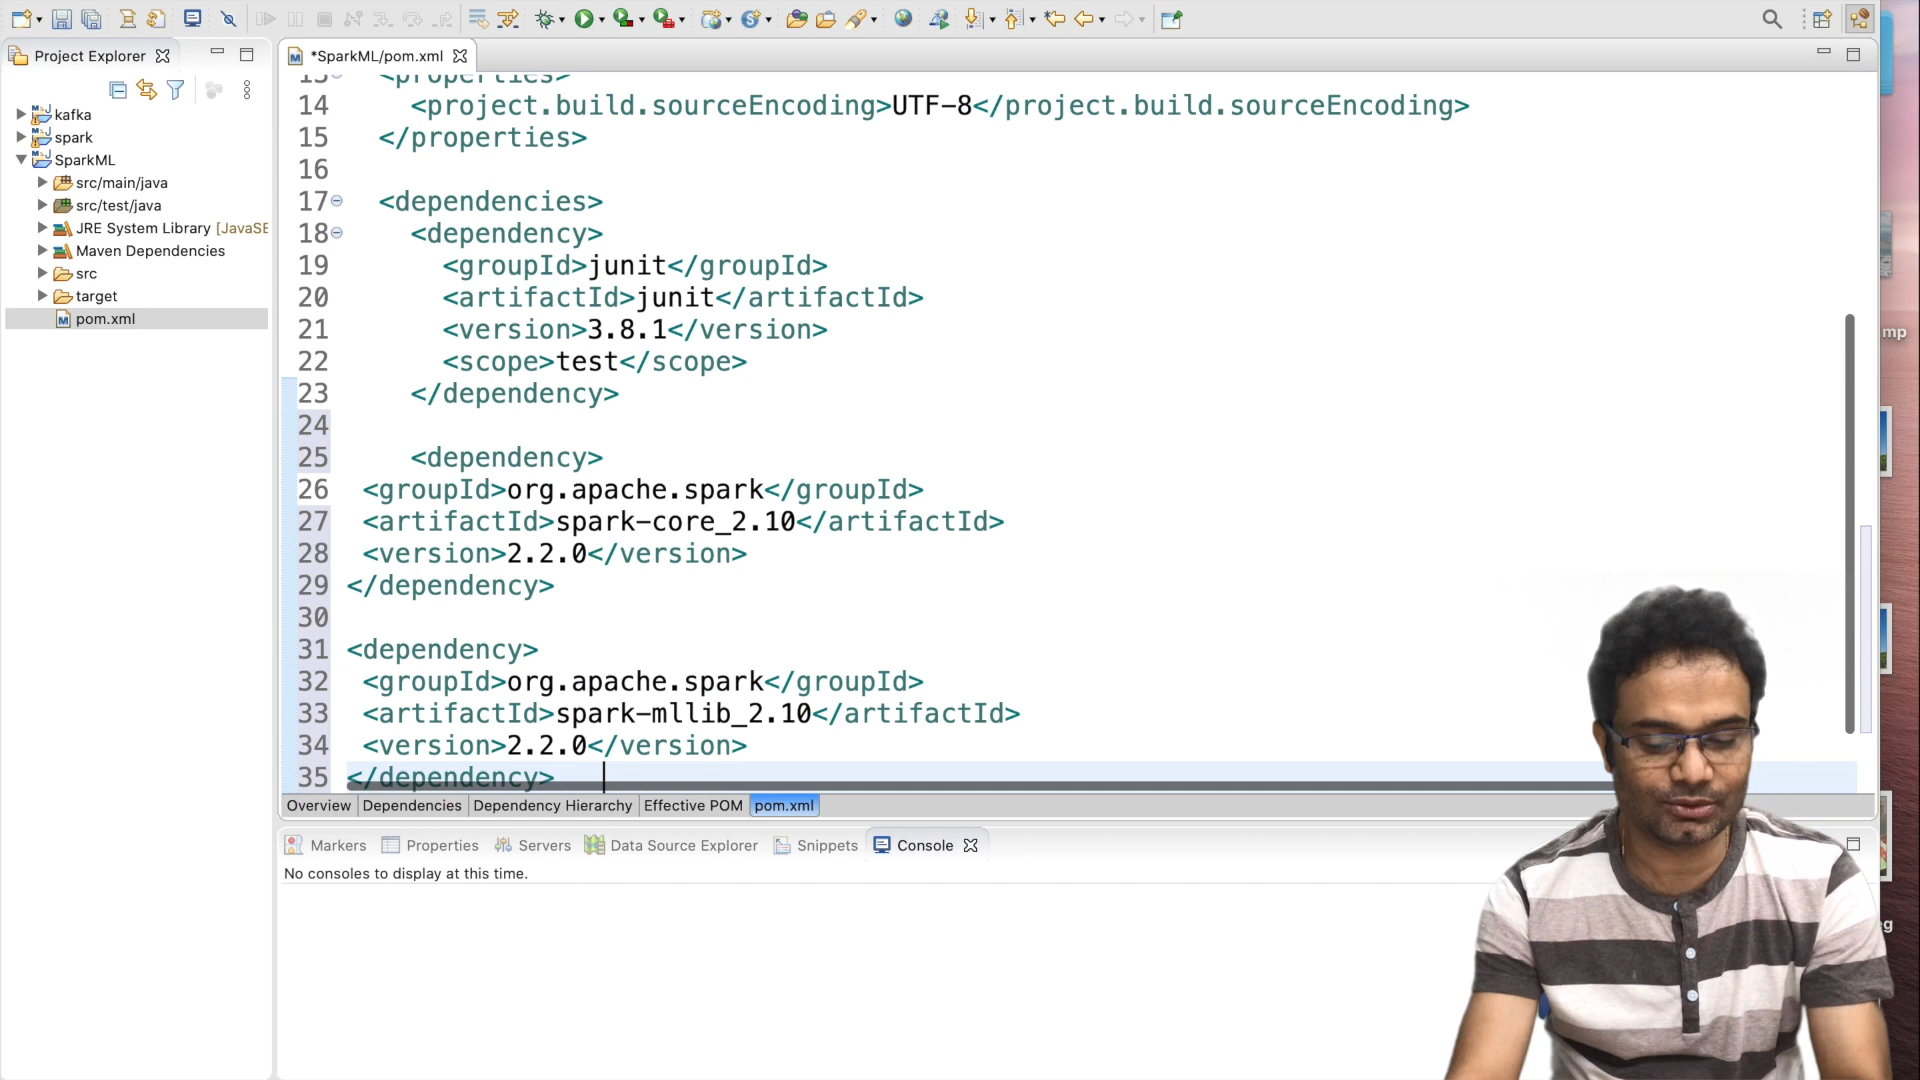 Project Explorer
kafka
spark
SparkML
src/main/java
src/test/java
JRE System Library [JavaSE
Maven Dependencies
src
target
pom.xml
*SparkML/pom.xml
13 <properties>
14 <project.build.sourceEncoding>UTF-8</project.build.sourceEncoding>
15 </properties>
16
17 <dependencies>
18 <dependency>
19 <groupId>junit</groupId>
20 <artifactId>junit</artifactId>
21 <version>3.8.1</version>
22 <scope>test</scope>
23 </dependency>
24
25 <dependency>
26 <groupId>org.apache.spark</groupId>
27 <artifactId>spark-core_2.10</artifactId>
28 <version>2.2.0</version>
29 </dependency>
30
31 <dependency>
32 <groupId>org.apache.spark</groupId>
33 <artifactId>spark-mllib_2.10</artifactId>
34 <version>2.2.0</version>
35 </dependency>
Overview Dependencies Dependency Hierarchy Effective POM pom.xml
Markers Properties Servers Data Source Explorer Snippets Console
No consoles to display at this time.
mp